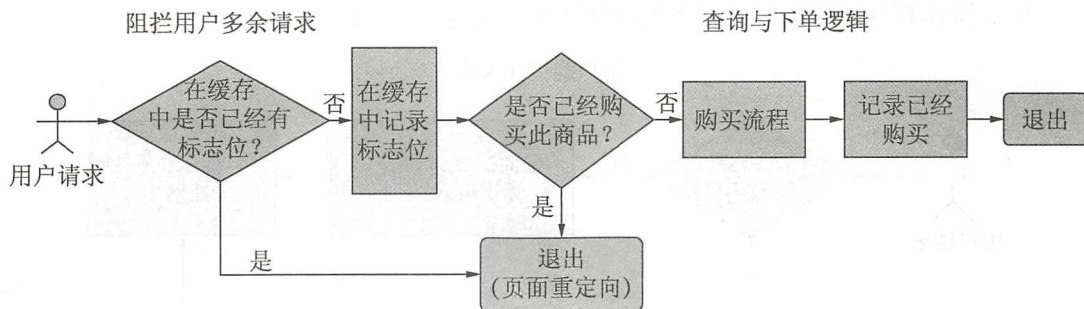 阻拦用户多余请求
查询与下单逻辑
用户请求
在缓存
中是否已经有
标志位？
否
在缓存
中记录
标志位
是否已经购
买此商品？
否
购买流程
记录已经
购买
退出
是
是
退出
(页面重定向)